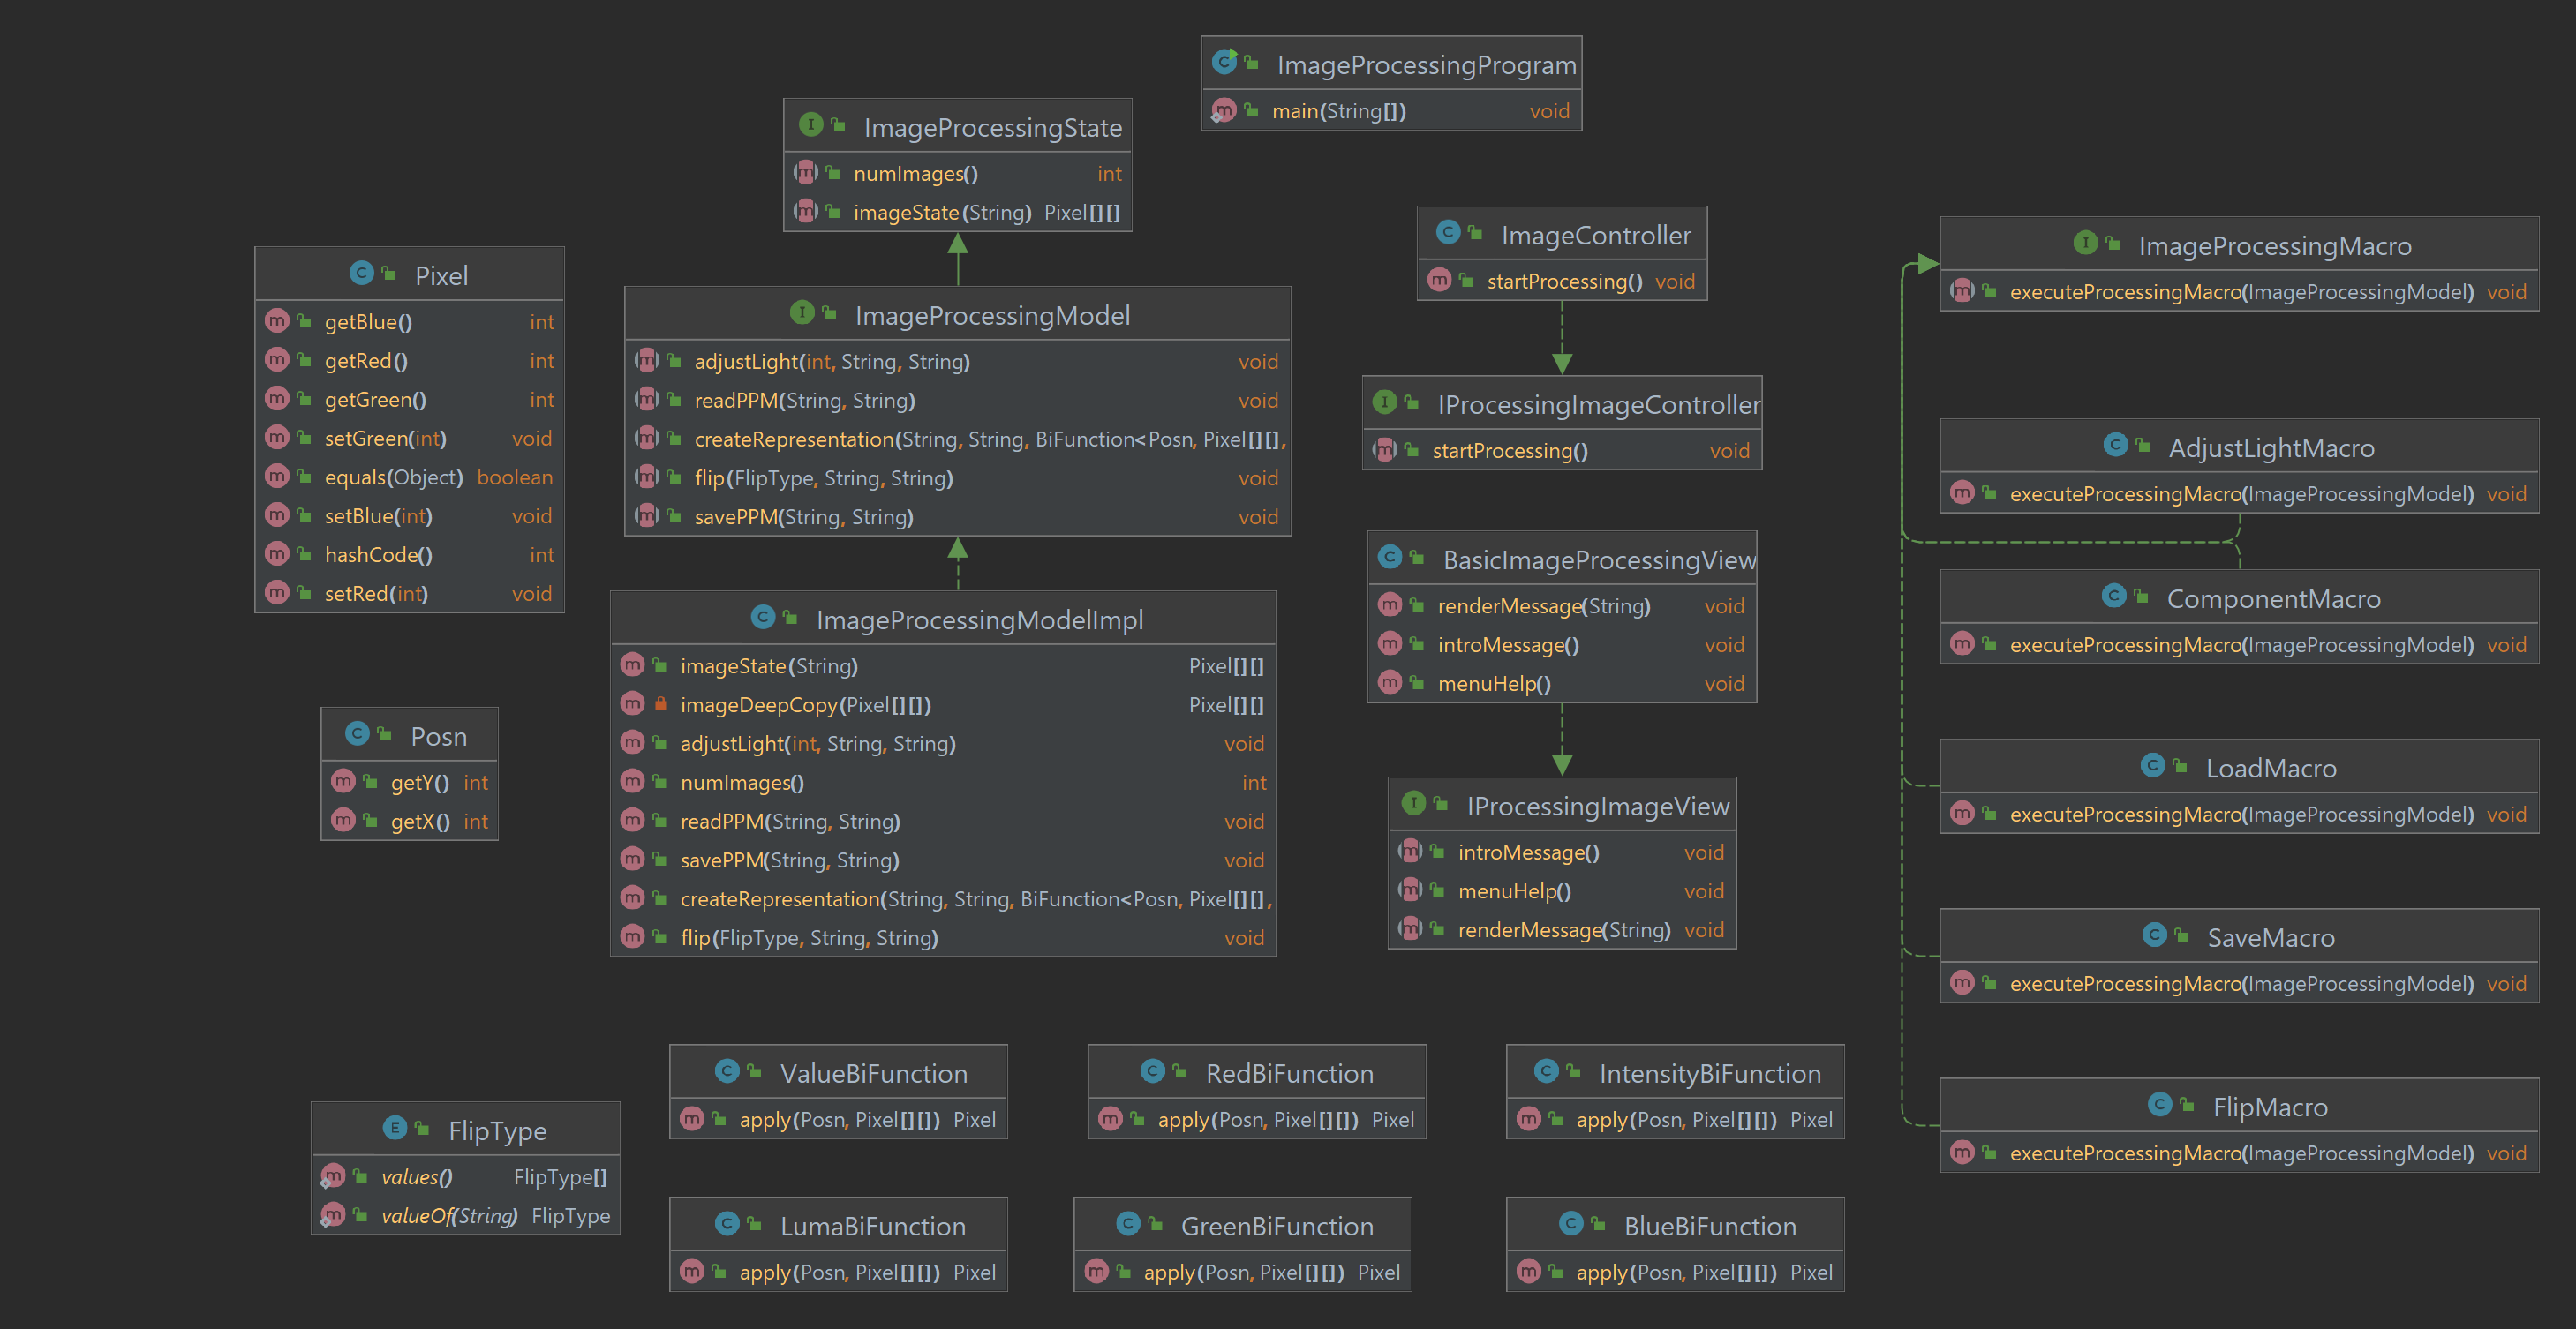 ImageProcessingProgram
main(String[]) void
ImageProcessingState
numImages() int
imageState(String) Pixel[][]
Pixel
getBlue() int
getRed() int
getGreen() int
setGreen(int) void
equals(Object) boolean
setBlue(int) void
hashCode() int
setRed(int) void
ImageProcessingModel
adjustLight(int, String, String) void
readPPM(String, String) void
createRepresentation(String, String, BiFunction<Posn, Pixel[][],
flip(FlipType, String, String) void
savePPM(String, String) void
ImageProcessingModelImpl
imageState(String) Pixel[][]
imageDeepCopy(Pixel[][]) Pixel[][]
adjustLight(int, String, String) void
numImages() int
readPPM(String, String) void
savePPM(String, String) void
createRepresentation(String, String, BiFunction<Posn, Pixel[][],
flip(FlipType, String, String) void
Posn
getY() int
getX() int
FlipType
values() FlipType[]
valueOf(String) FlipType
ImageController
startProcessing() void
IProcessingImageController
startProcessing() void
BasicImageProcessingView
renderMessage(String) void
introMessage() void
menuHelp() void
IProcessingImageView
introMessage() void
menuHelp() void
renderMessage(String) void
ImageProcessingMacro
executeProcessingMacro(ImageProcessingModel) void
AdjustLightMacro
executeProcessingMacro(ImageProcessingModel) void
ComponentMacro
executeProcessingMacro(ImageProcessingModel) void
LoadMacro
executeProcessingMacro(ImageProcessingModel) void
SaveMacro
executeProcessingMacro(ImageProcessingModel) void
FlipMacro
executeProcessingMacro(ImageProcessingModel) void
ValueBiFunction
apply(Posn, Pixel[][]) Pixel
RedBiFunction
apply(Posn, Pixel[][]) Pixel
IntensityBiFunction
apply(Posn, Pixel[][]) Pixel
LumaBiFunction
apply(Posn, Pixel[][]) Pixel
GreenBiFunction
apply(Posn, Pixel[][]) Pixel
BlueBiFunction
apply(Posn, Pixel[][]) Pixel